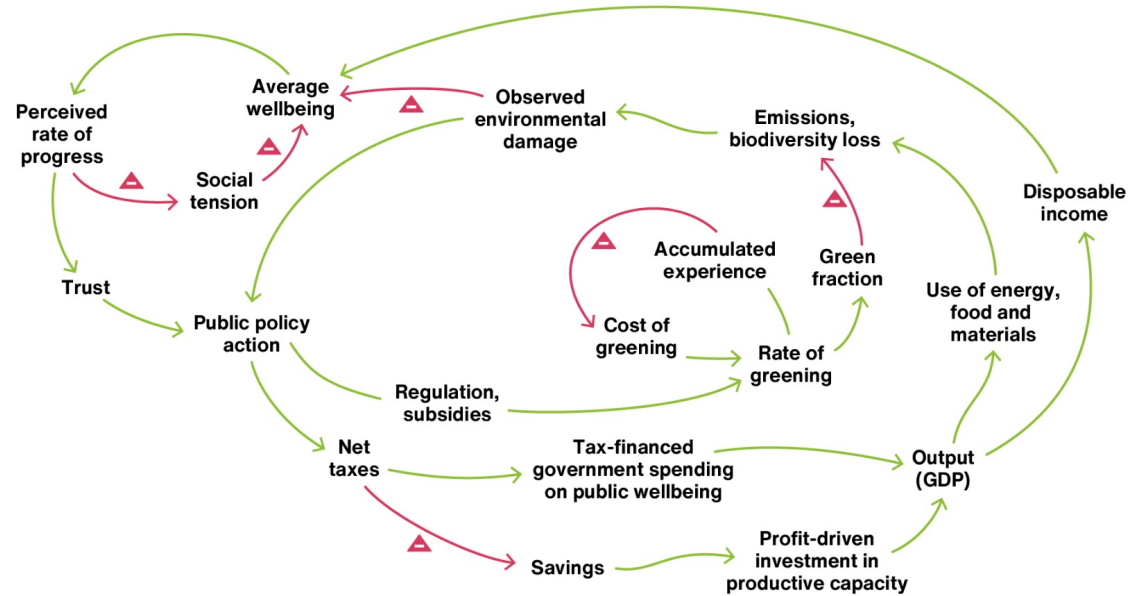 Average
wellbeing
Perceived
rate of
progress
Social
tension
Trust
Public policy
action
Observed
environmental
damage
Emissions,
biodiversity loss
Disposable
income
Accumulated
experience
Green
fraction
Use of energy,
food and
materials
Cost of
greening
Rate of
greening
Regulation,
subsidies
Net
taxes
Tax-financed
government spending
on public wellbeing
Output
(GDP)
Savings
Profit-driven
investment in
productive capacity